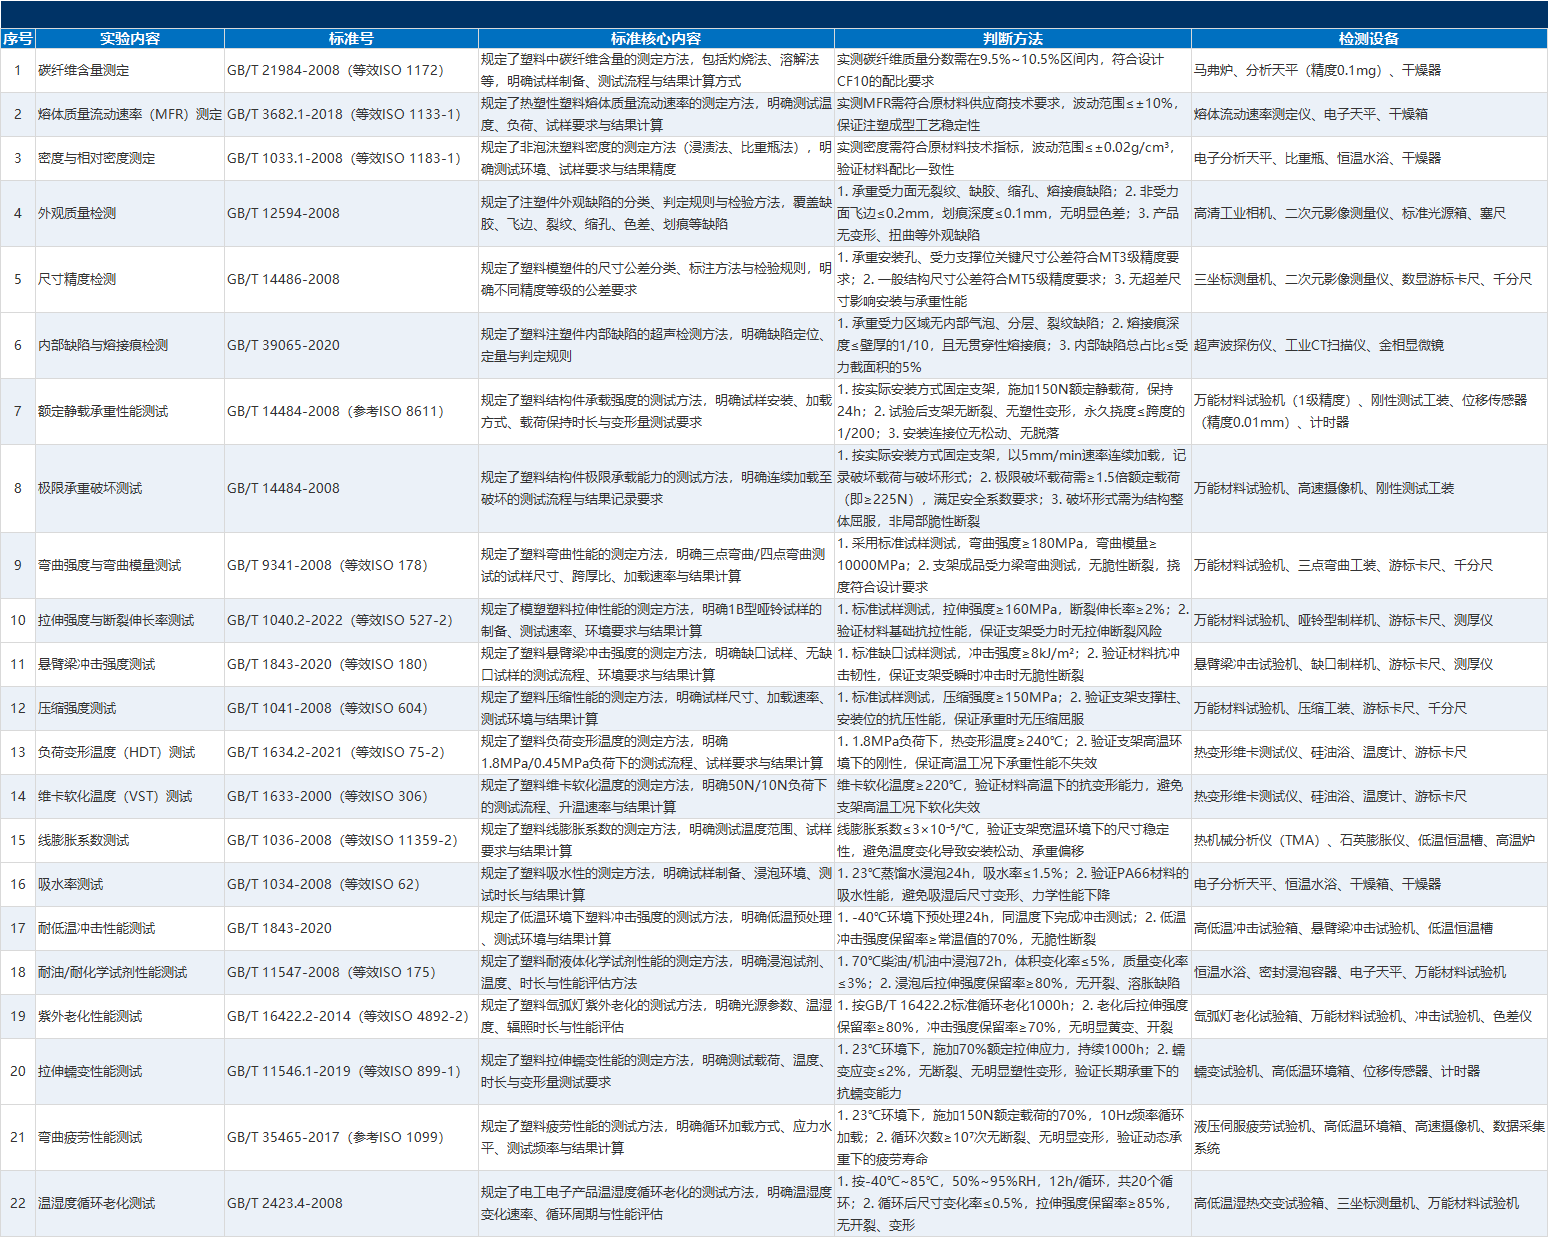 序号 实验内容 标准号 标准核心内容 判断方法 检测设备
1 碳纤维含量测定 GB/T 21984-2008（等效ISO 1172） 规定了塑料中碳纤维含量的测定方法，包括灼烧法、溶解法
等，明确试样制备、测试流程与结果计算方式 实测碳纤维质量分数需在9.5%~10.5%区间内，符合设计
CF10的配比要求 马弗炉、分析天平（精度0.1mg）、干燥器
2 熔体质量流动速率（MFR）测定 GB/T 3682.1-2018（等效ISO 1133-1） 规定了热塑性塑料熔体质量流动速率的测定方法，明确测试温
度、负荷、试样要求与结果计算 实测MFR需符合原材料供应商技术要求，波动范围≤±10%，
保证注塑成型工艺稳定性 熔体流动速率测定仪、电子天平、干燥箱
3 密度与相对密度测定 GB/T 1033.1-2008（等效ISO 1183-1） 规定了非泡沫塑料密度的测定方法（浸渍法、比重瓶法），明
确测试环境、试样要求与结果精度 实测密度需符合原材料技术指标，波动范围≤±0.02g/cm³，
验证材料配比一致性 电子分析天平、比重瓶、恒温水浴、干燥器
4 外观质量检测 GB/T 12594-2008 规定了注塑件外观缺陷的分类、判定规则与检验方法，覆盖缺
胶、飞边、裂纹、缩孔、色差、划痕等缺陷 1. 承重受力面无裂纹、缺胶、缩孔、熔接痕缺陷；2. 非受力
面飞边≤0.2mm，划痕深度≤0.1mm，无明显色差；3. 产品
无变形、扭曲等外观缺陷 高清工业相机、二次元影像测量仪、标准光源箱、塞尺
5 尺寸精度检测 GB/T 14486-2008 规定了塑料模塑件的尺寸公差分类、标注方法与检验规则，明
确不同精度等级的公差要求 1. 承重安装孔、受力支撑位关键尺寸公差符合MT3级精度要
求；2. 一般结构尺寸公差符合MT5级精度要求；3. 无超差尺
寸影响安装与承重性能 三坐标测量机、二次元影像测量仪、数显游标卡尺、千分尺
6 内部缺陷与熔接痕检测 GB/T 39065-2020 规定了塑料注塑件内部缺陷的超声检测方法，明确缺陷定位、
定量与判定规则 1. 承重受力区域无内部气泡、分层、裂纹缺陷；2. 熔接痕深
度≤壁厚的1/10，且无贯穿性熔接痕；3. 内部缺陷总占比≤受
力截面积的5% 超声波探伤仪、工业CT扫描仪、金相显微镜
7 额定静载承重性能测试 GB/T 14484-2008（参考ISO 8611） 规定了塑料结构件承载强度的测试方法，明确试样安装、加载
方式、载荷保持时长与变形量测试要求 1. 按实际安装方式固定支架，施加150N额定静载荷，保持
24h；2. 试验后支架无断裂、无塑性变形，永久挠度≤跨度的
1/200；3. 安装连接位无松动、无脱落 万能材料试验机（1级精度）、刚性测试工装、位移传感器
（精度0.01mm）、计时器
8 极限承重破坏测试 GB/T 14484-2008 规定了塑料结构件极限承载能力的测试方法，明确连续加载至
破坏的测试流程与结果记录要求 1. 按实际安装方式固定支架，以5mm/min速率连续加载，记
录破坏载荷与破坏形式；2. 极限破坏载荷需≥1.5倍额定载荷
（即≥225N），满足安全系数要求；3. 破坏形式需为结构整
体屈服，非局部脆性断裂 万能材料试验机、高速摄像机、刚性测试工装
9 弯曲强度与弯曲模量测试 GB/T 9341-2008（等效ISO 178） 规定了塑料弯曲性能的测定方法，明确三点弯曲/四点弯曲测
试的试样尺寸、跨厚比、加载速率与结果计算 1. 采用标准试样测试，弯曲强度≥180MPa，弯曲模量≥
10000MPa；2. 支架成品受力梁弯曲测试，无脆性断裂，挠
度符合设计要求 万能材料试验机、三点弯曲工装、游标卡尺、千分尺
10 拉伸强度与断裂伸长率测试 GB/T 1040.2-2022（等效ISO 527-2） 规定了模塑塑料拉伸性能的测定方法，明确1B型哑铃试样的
制备、测试速率、环境要求与结果计算 1. 标准试样测试，拉伸强度≥160MPa，断裂伸长率≥2%；2.
验证材料基础抗拉性能，保证支架受力时无拉伸断裂风险 万能材料试验机、哑铃型制样机、游标卡尺、测厚仪
11 悬臂梁冲击强度测试 GB/T 1843-2020（等效ISO 180） 规定了塑料悬臂梁冲击强度的测定方法，明确缺口试样、无缺
口试样的测试流程、环境要求与结果计算 1. 标准缺口试样测试，冲击强度≥8kJ/m²；2. 验证材料抗冲
击韧性，保证支架受瞬时冲击时无脆性断裂 悬臂梁冲击试验机、缺口制样机、游标卡尺、测厚仪
12 压缩强度测试 GB/T 1041-2008（等效ISO 604） 规定了塑料压缩性能的测定方法，明确试样尺寸、加载速率、
测试环境与结果计算 1. 标准试样测试，压缩强度≥150MPa；2. 验证支架支撑柱、
安装位的抗压性能，保证承重时无压缩屈服 万能材料试验机、压缩工装、游标卡尺、千分尺
13 负荷变形温度（HDT）测试 GB/T 1634.2-2021（等效ISO 75-2） 规定了塑料负荷变形温度的测定方法，明确
1.8MPa/0.45MPa负荷下的测试流程、试样要求与结果计算 1. 1.8MPa负荷下，热变形温度≥240℃；2. 验证支架高温环
境下的刚性，保证高温工况下承重性能不失效 热变形维卡测试仪、硅油浴、温度计、游标卡尺
14 维卡软化温度（VST）测试 GB/T 1633-2000（等效ISO 306） 规定了塑料维卡软化温度的测定方法，明确50N/10N负荷下
的测试流程、升温速率与结果计算 维卡软化温度≥220℃，验证材料高温下的抗变形能力，避免
支架高温工况下软化失效 热变形维卡测试仪、硅油浴、温度计、游标卡尺
15 线膨胀系数测试 GB/T 1036-2008（等效ISO 11359-2） 规定了塑料线膨胀系数的测定方法，明确测试温度范围、试样
要求与结果计算 线膨胀系数≤3×10⁻⁵/℃，验证支架宽温环境下的尺寸稳定
性，避免温度变化导致安装松动、承重偏移 热机械分析仪（TMA）、石英膨胀仪、低温恒温槽、高温炉
16 吸水率测试 GB/T 1034-2008（等效ISO 62） 规定了塑料吸水性的测定方法，明确试样制备、浸泡环境、测
试时长与结果计算 1. 23℃蒸馏水浸泡24h，吸水率≤1.5%；2. 验证PA66材料的
吸水性能，避免吸湿后尺寸变形、力学性能下降 电子分析天平、恒温水浴、干燥箱、干燥器
17 耐低温冲击性能测试 GB/T 1843-2020 规定了低温环境下塑料冲击强度的测试方法，明确低温预处理
、测试环境与结果计算 1. -40℃环境下预处理24h，同温度下完成冲击测试；2. 低温
冲击强度保留率≥常温值的70%，无脆性断裂 高低温冲击试验箱、悬臂梁冲击试验机、低温恒温槽
18 耐油/耐化学试剂性能测试 GB/T 11547-2008（等效ISO 175） 规定了塑料耐液体化学试剂性能的测定方法，明确浸泡试剂、
温度、时长与性能评估方法 1. 70℃柴油/机油中浸泡72h，体积变化率≤5%，质量变化率
≤3%；2. 浸泡后拉伸强度保留率≥80%，无开裂、溶胀缺陷 恒温水浴、密封浸泡容器、电子天平、万能材料试验机
19 紫外老化性能测试 GB/T 16422.2-2014（等效ISO 4892-2） 规定了塑料氙弧灯紫外老化的测试方法，明确光源参数、温湿
度、辐照时长与性能评估 1. 按GB/T 16422.2标准循环老化1000h；2. 老化后拉伸强度
保留率≥80%，冲击强度保留率≥70%，无明显黄变、开裂 氙弧灯老化试验箱、万能材料试验机、冲击试验机、色差仪
20 拉伸蠕变性能测试 GB/T 11546.1-2019（等效ISO 899-1） 规定了塑料拉伸蠕变性能的测定方法，明确测试载荷、温度、
时长与变形量测试要求 1. 23℃环境下，施加70%额定拉伸应力，持续1000h；2. 蠕
变应变≤2%，无断裂、无明显塑性变形，验证长期承重下的
抗蠕变能力 蠕变试验机、高低温环境箱、位移传感器、计时器
21 弯曲疲劳性能测试 GB/T 35465-2017（参考ISO 1099） 规定了塑料疲劳性能的测试方法，明确循环加载方式、应力水
平、测试频率与结果计算 1. 23℃环境下，施加150N额定载荷的70%，10Hz频率循环
加载；2. 循环次数≥10⁷次无断裂、无明显变形，验证动态承
重下的疲劳寿命 液压伺服疲劳试验机、高低温环境箱、高速摄像机、数据采集
系统
22 温湿度循环老化测试 GB/T 2423.4-2008 规定了电工电子产品温湿度循环老化的测试方法，明确温湿度
变化速率、循环周期与性能评估 1. 按-40℃~85℃，50%~95%RH，12h/循环，共20个循
环；2. 循环后尺寸变化率≤0.5%，拉伸强度保留率≥85%，
无开裂、变形 高低温湿热交变试验箱、三坐标测量机、万能材料试验机